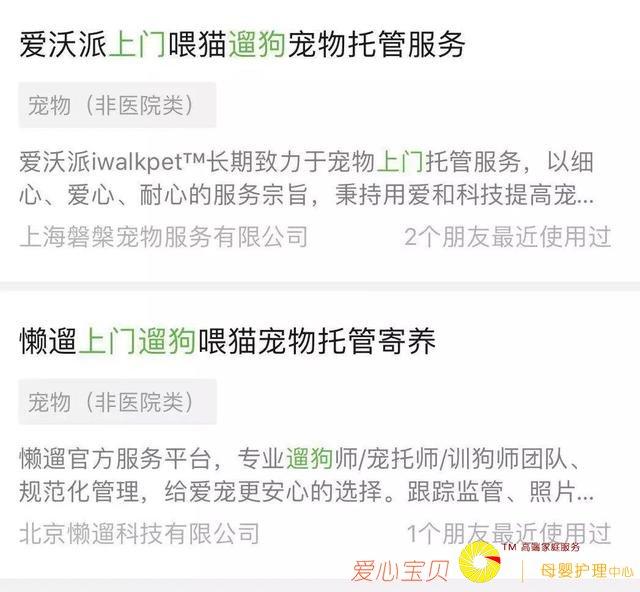 爱沃派上门喂猫遛狗宠物托管服务
宠物（非医院类）
爱沃派iwalkpet™长期致力于宠物上门托管服务，以细
心、爱心、耐心的服务宗旨，秉持用爱和科技提高宠...
上海磐槃宠物服务有限公司 2个朋友最近使用过
懒遛上门遛狗喂猫宠物托管寄养
宠物（非医院类）
懒遛官方服务平台，专业遛狗师/宠托师/训狗师团队、
规范化管理，给爱宠更安心的选择。跟踪监管、照片...
北京懒遛科技有限公司 1个朋友最近使用过
爱心宝贝 TM 高端家庭服务
母婴护理中心